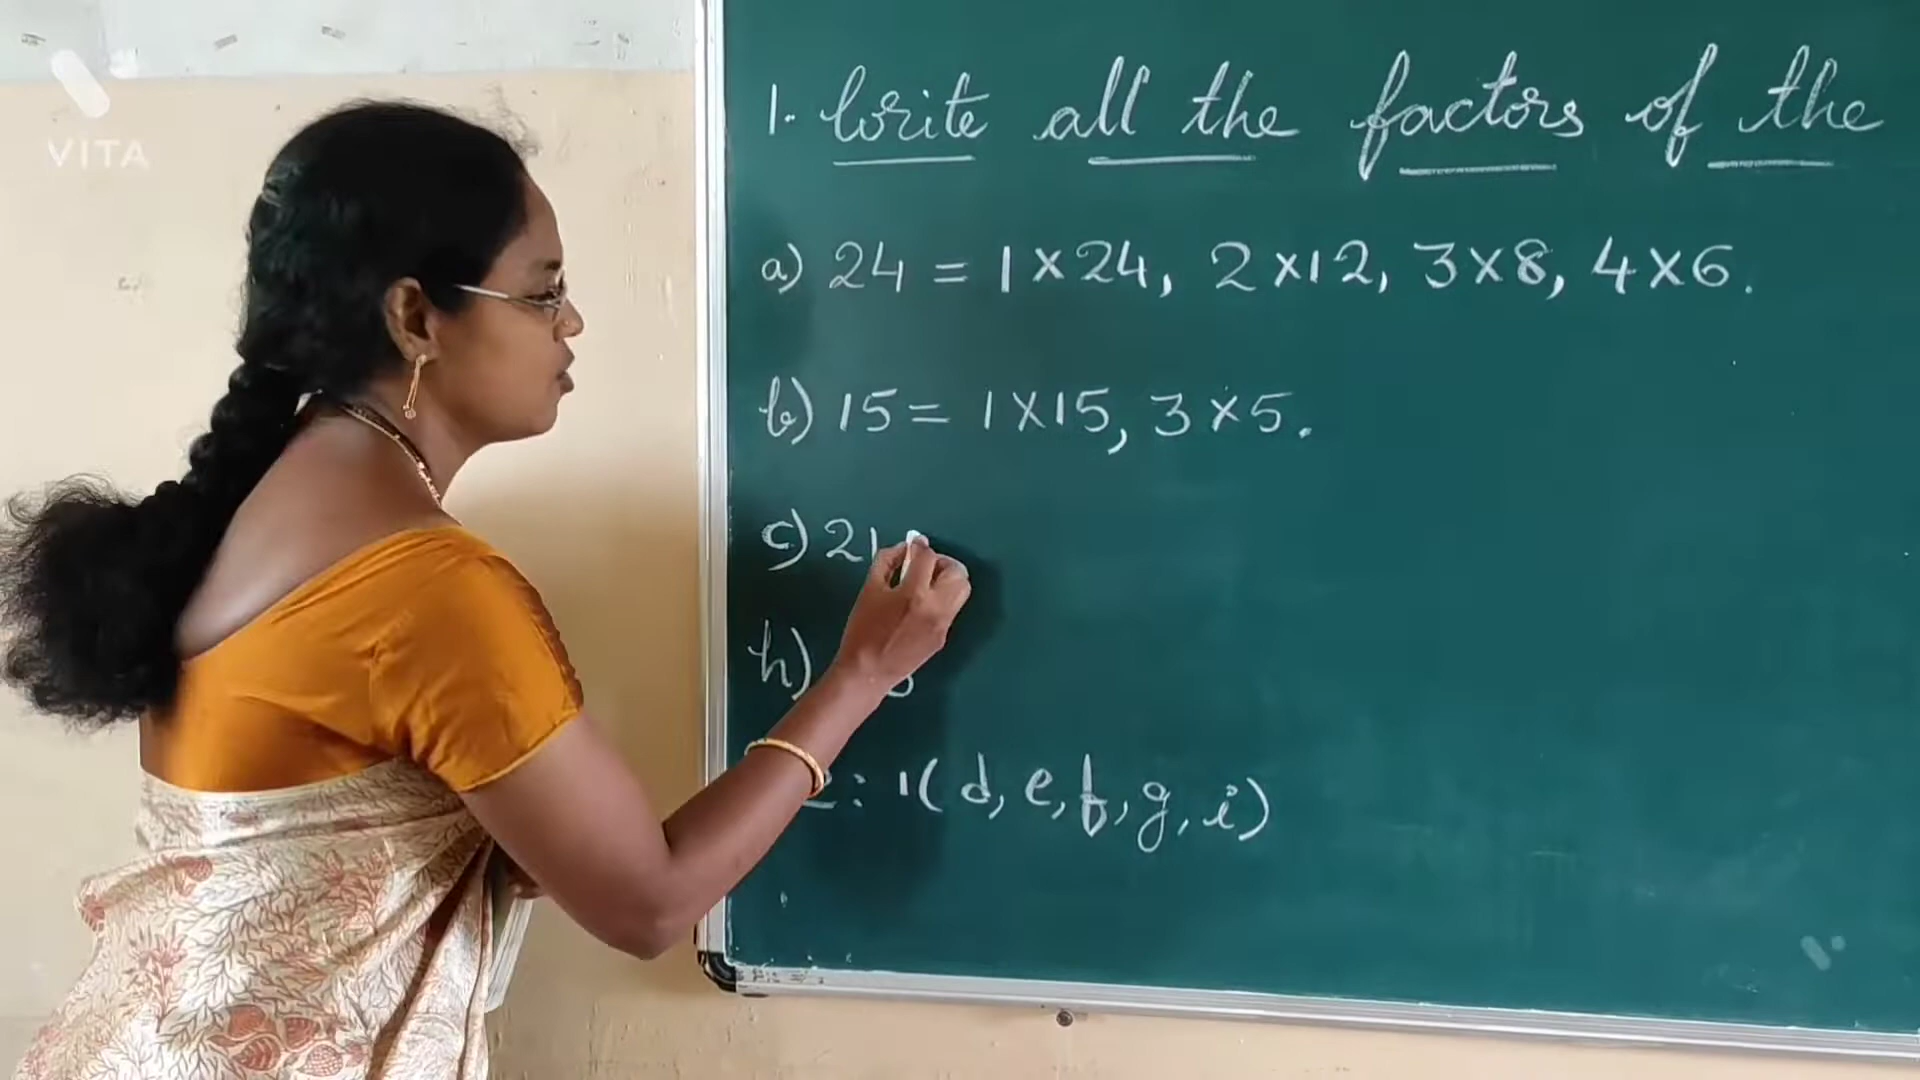 VITA
1. Write all the factors of the
a) 24 = 1 x 24, 2 x 12, 3 x 8, 4 x 6.
b) 15 = 1 x 15, 3 x 5.
c) 21
h)
: 1( d, e, f, g, i)